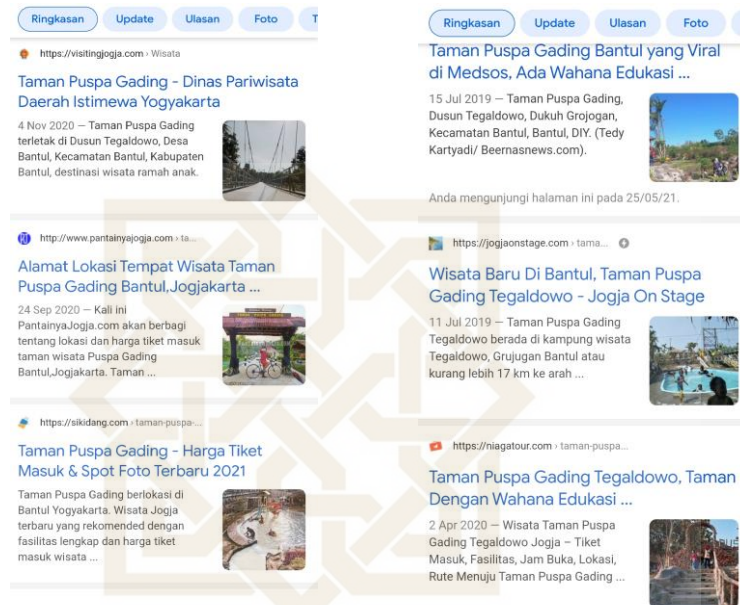 Ringkasan Update Ulasan Foto T
https://visitingjogja.com › Wisata
Taman Puspa Gading - Dinas Pariwisata
Daerah Istimewa Yogyakarta
4 Nov 2020 — Taman Puspa Gading
terletak di Dusun Tegaldowo, Desa
Bantul, Kecamatan Bantul, Kabupaten
Bantul, destinasi wisata ramah anak.
http://www.pantainyajogja.com › ta...
Alamat Lokasi Tempat Wisata Taman
Puspa Gading Bantul,Jogjakarta ...
24 Sep 2020 — Kali ini
PantainyaJogja.com akan berbagi
tentang lokasi dan harga tiket masuk
taman wisata Puspa Gading
Bantul,Jogjakarta. Taman ...
https://sikidang.com › taman-puspa-...
Taman Puspa Gading - Harga Tiket
Masuk & Spot Foto Terbaru 2021
Taman Puspa Gading berlokasi di
Bantul Yogyakarta. Wisata Jogja
terbaru yang rekomended dengan
fasilitas lengkap dan harga tiket
masuk wisata ...
Ringkasan Update Ulasan Foto
Taman Puspa Gading Bantul yang Viral
di Medsos, Ada Wahana Edukasi ...
15 Jul 2019 — Taman Puspa Gading,
Dusun Tegaldowo, Dukuh Grojogan,
Kecamatan Bantul, Bantul, DIY. (Tedy
Kartyadi/ Beernasnews.com).
Anda mengunjungi halaman ini pada 25/05/21.
https://jogjaonstage.com › tama...
Wisata Baru Di Bantul, Taman Puspa
Gading Tegaldowo - Jogja On Stage
11 Jul 2019 — Taman Puspa Gading
Tegaldowo berada di kampung wisata
Tegaldowo, Grujugan Bantul atau
kurang lebih 17 km ke arah ...
https://niagatour.com › taman-puspa...
Taman Puspa Gading Tegaldowo, Taman
Dengan Wahana Edukasi ...
2 Apr 2020 — Wisata Taman Puspa
Gading Tegaldowo Jogja – Tiket
Masuk, Fasilitas, Jam Buka, Lokasi,
Rute Menuju Taman Puspa Gading ...